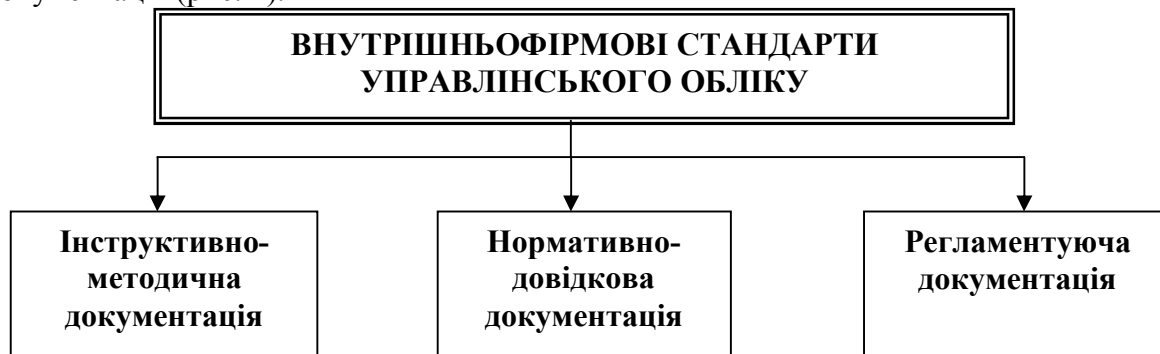 ВНУТРІШНЬОФІРМОВІ СТАНДАРТИ
УПРАВЛІНСЬКОГО ОБЛІКУ
Інструктивно-
методична
документація
Нормативно-
довідкова
документація
Регламентуюча
документація